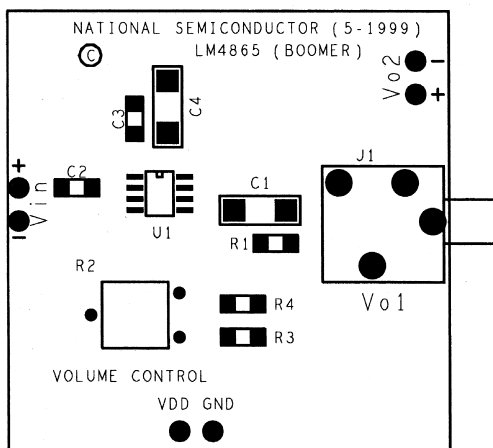 NATIONAL SEMICONDUCTOR (5-1999)
© LM4865 (BOOMER)
Vo2 - +
C3
C4
J1
+ Vin -
C2
C1
U1
R1
R2
Vo1
R4
R3
VOLUME CONTROL
VDD GND